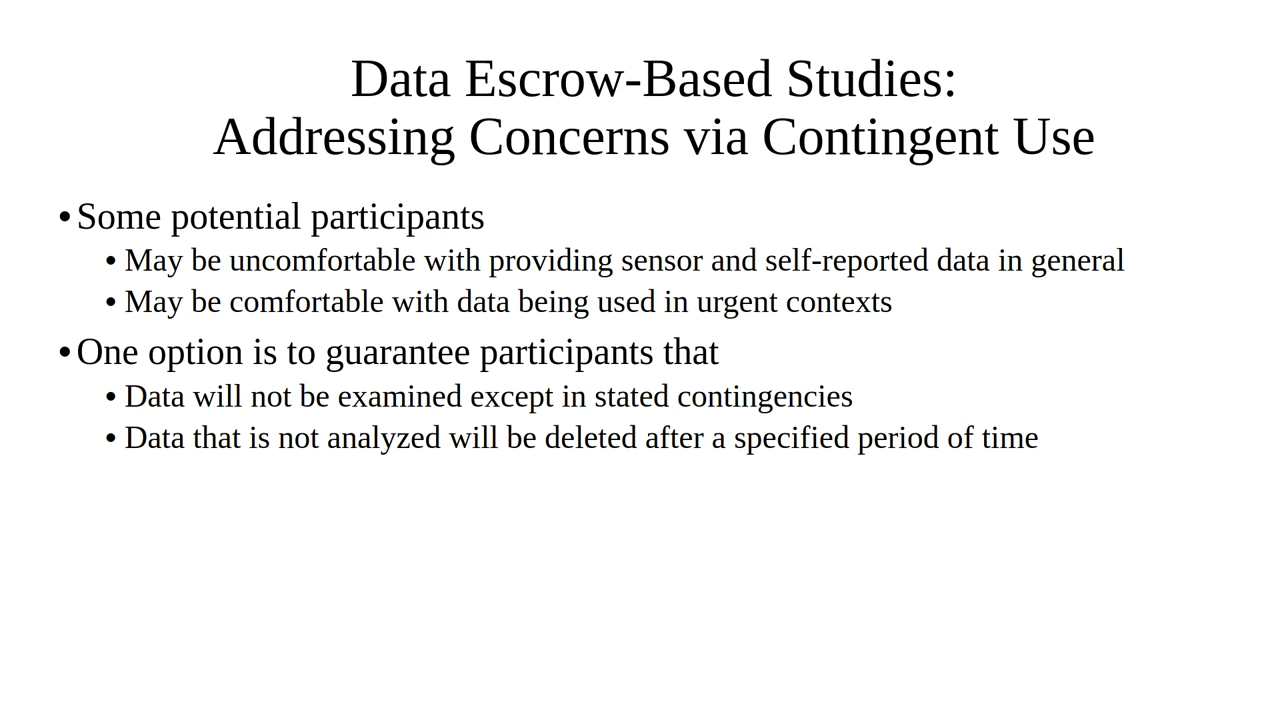 Data Escrow-Based Studies:
Addressing Concerns via Contingent Use
• Some potential participants
• May be uncomfortable with providing sensor and self-reported data in general
• May be comfortable with data being used in urgent contexts
• One option is to guarantee participants that
• Data will not be examined except in stated contingencies
• Data that is not analyzed will be deleted after a specified period of time